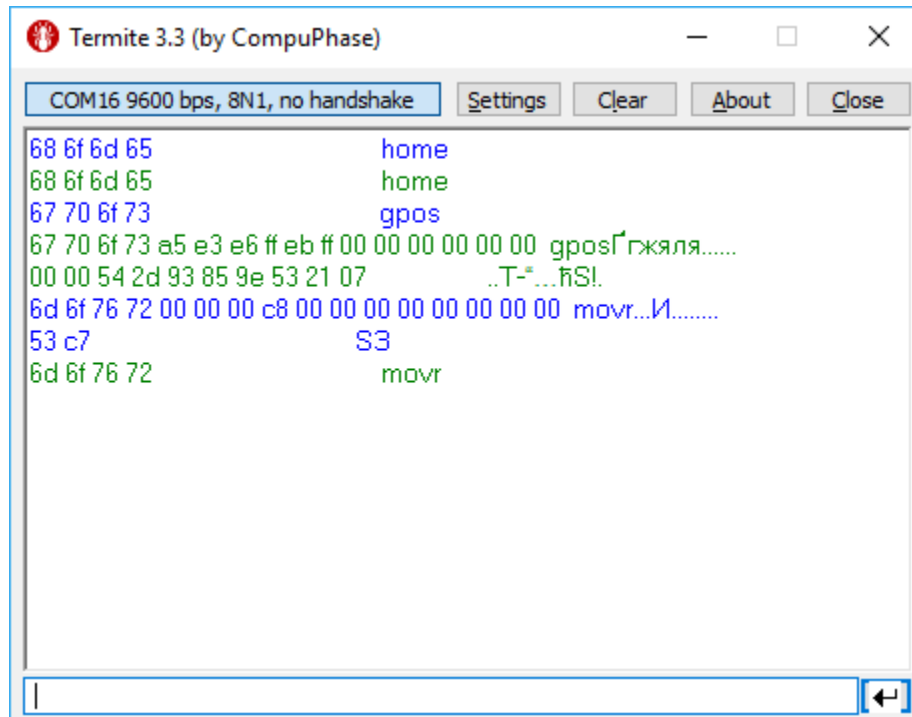 Termite 3.3 (by CompuPhase)
COM16 9600 bps, 8N1, no handshake Settings Clear About Close
68 6f 6d 65 home
68 6f 6d 65 home
67 70 6f 73 gpos
67 70 6f 73 a5 e3 e6 ff eb ff 00 00 00 00 00 00 gposҐгжяля......
00 00 54 2d 93 85 9e 53 21 07 ..T-“…ћS!.
6d 6f 76 72 00 00 00 c8 00 00 00 00 00 00 00 00 movr...И........
53 c7 SЗ
6d 6f 76 72 movr